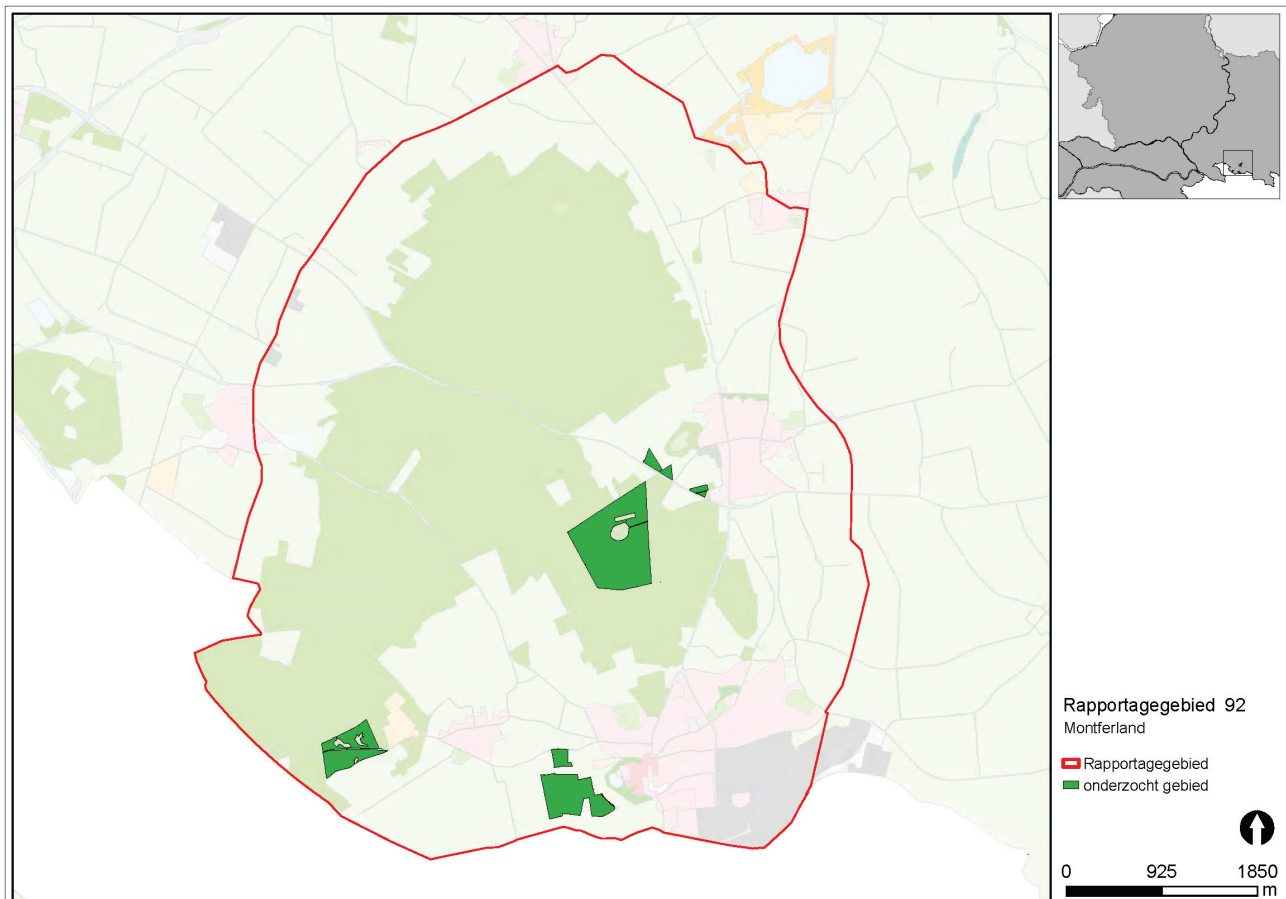 Rapportagegebied 92
Montferland
Rapportagegebied
onderzocht gebied
0 925 1850
m